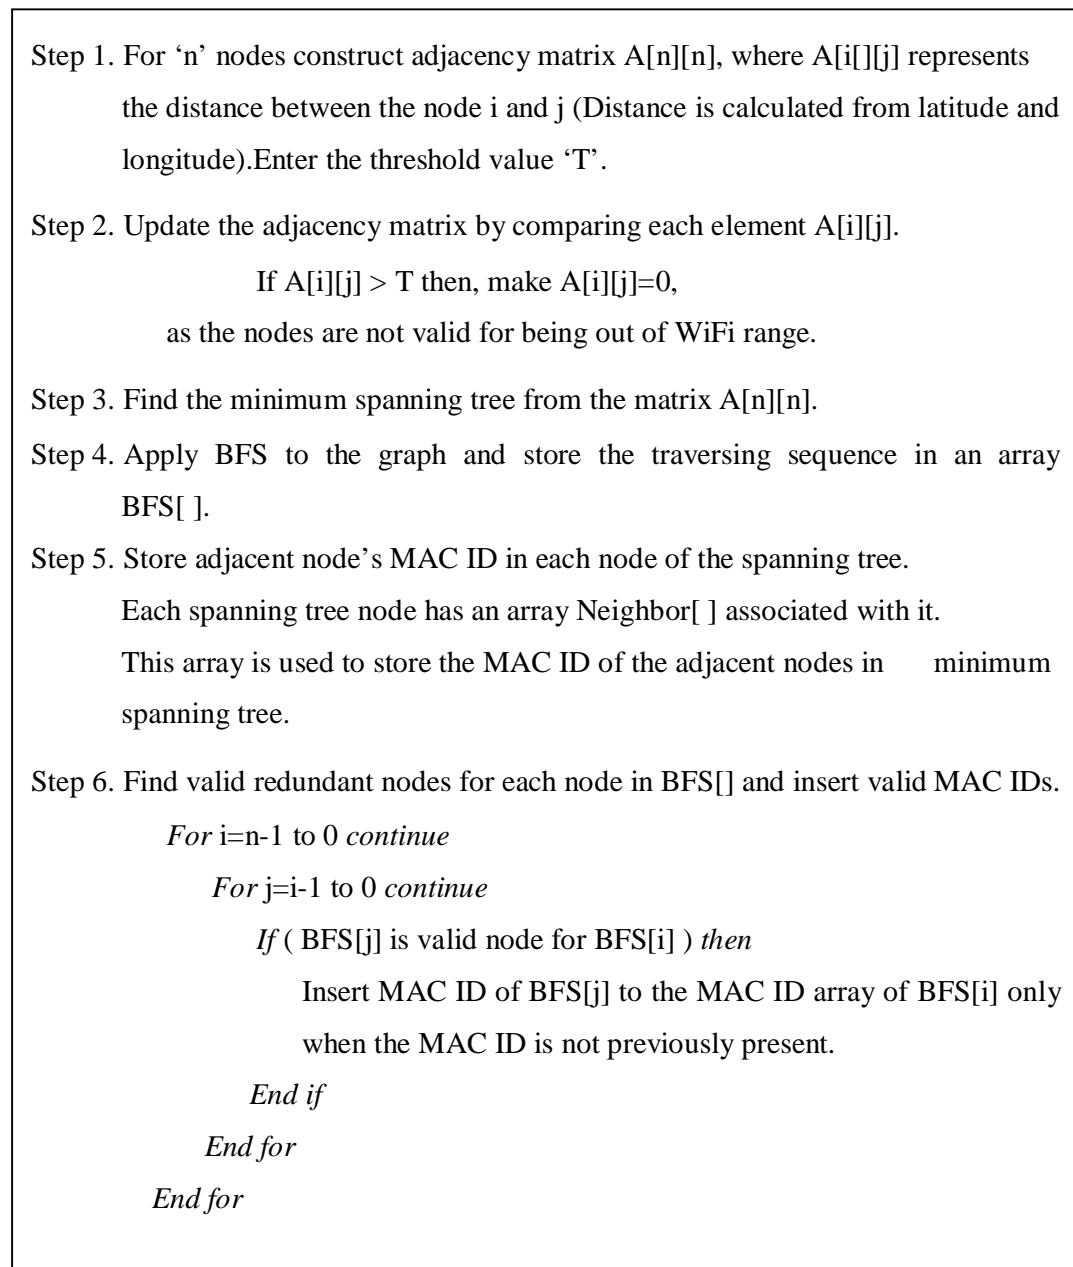 Step 1. For ‘n’ nodes construct adjacency matrix A[n][n], where A[i[][j] represents
the distance between the node i and j (Distance is calculated from latitude and
longitude).Enter the threshold value ‘T’.
Step 2. Update the adjacency matrix by comparing each element A[i][j].
If A[i][j] > T then, make A[i][j]=0,
as the nodes are not valid for being out of WiFi range.
Step 3. Find the minimum spanning tree from the matrix A[n][n].
Step 4. Apply BFS to the graph and store the traversing sequence in an array
BFS[ ].
Step 5. Store adjacent node’s MAC ID in each node of the spanning tree.
Each spanning tree node has an array Neighbor[ ] associated with it.
This array is used to store the MAC ID of the adjacent nodes in minimum
spanning tree.
Step 6. Find valid redundant nodes for each node in BFS[] and insert valid MAC IDs.
For i=n-1 to 0 continue
For j=i-1 to 0 continue
If ( BFS[j] is valid node for BFS[i] ) then
Insert MAC ID of BFS[j] to the MAC ID array of BFS[i] only
when the MAC ID is not previously present.
End if
End for
End for